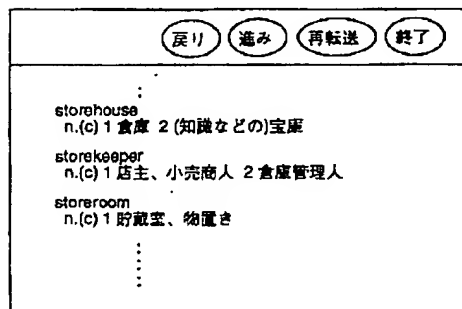 戻り 進み 再転送 終了
storehouse
n.(c) 1 倉庫 2 (知識などの)宝庫
storekeeper
n.(c) 1 店主、小売商人 2 倉庫管理人
storeroom
n.(c) 1 貯蔵室、物置き